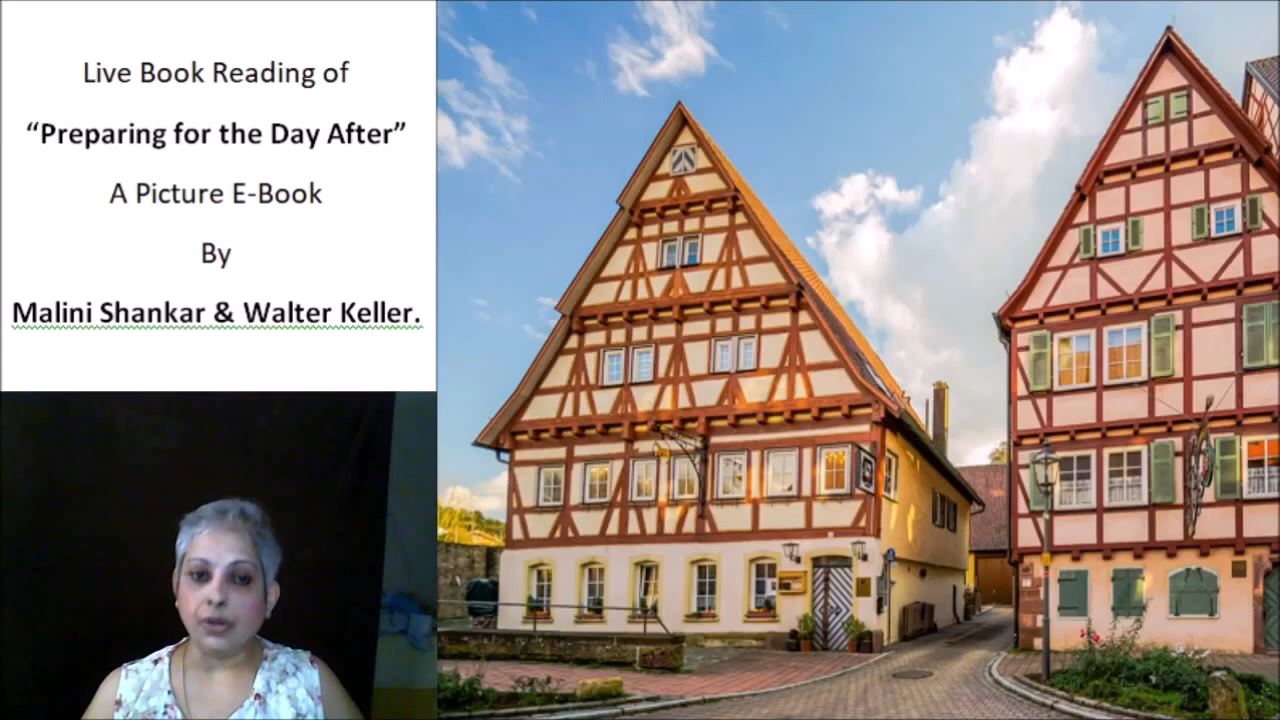 Live Book Reading of
“Preparing for the Day After”
A Picture E-Book
By
Malini Shankar & Walter Keller.